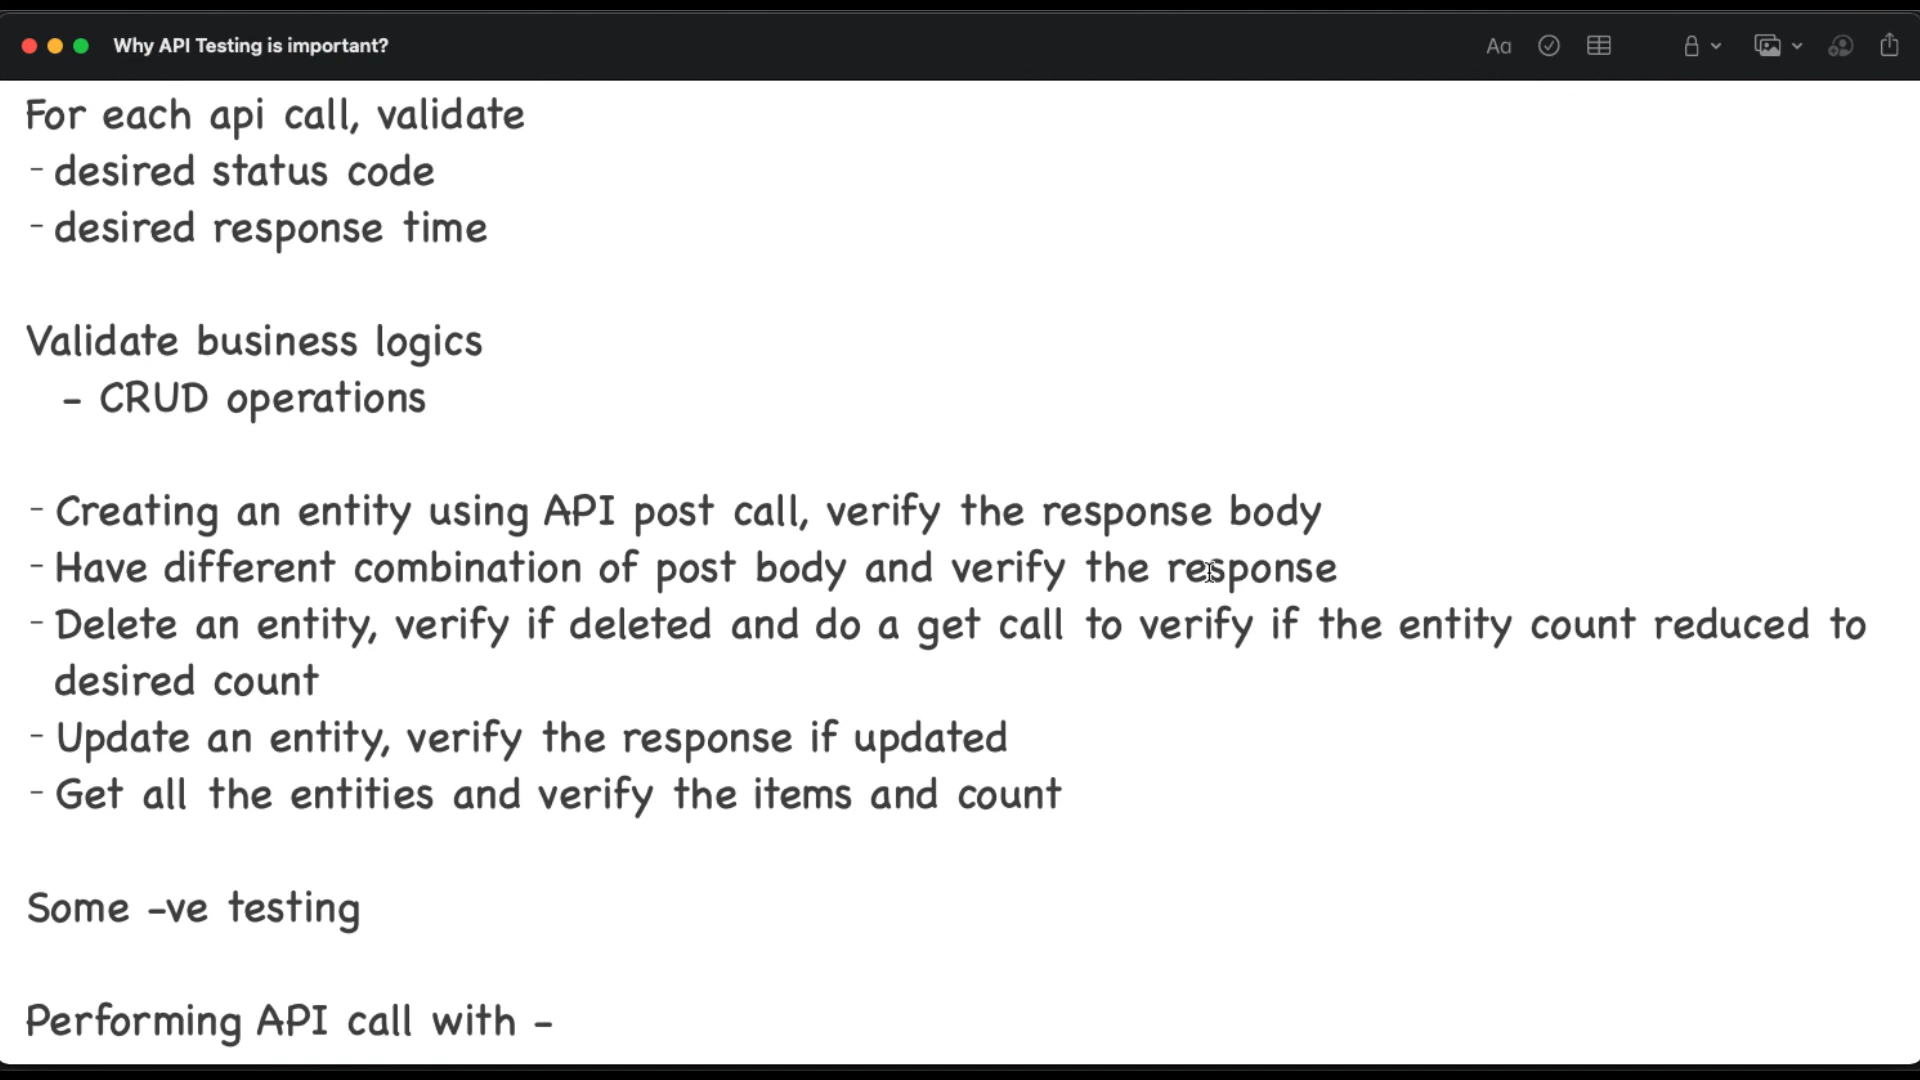 Why API Testing is important?
Aa
For each api call, validate
- desired status code
- desired response time
Validate business logics
- CRUD operations
- Creating an entity using API post call, verify the response body
- Have different combination of post body and verify the response
- Delete an entity, verify if deleted and do a get call to verify if the entity count reduced to
desired count
- Update an entity, verify the response if updated
- Get all the entities and verify the items and count
Some -ve testing
Performing API call with -